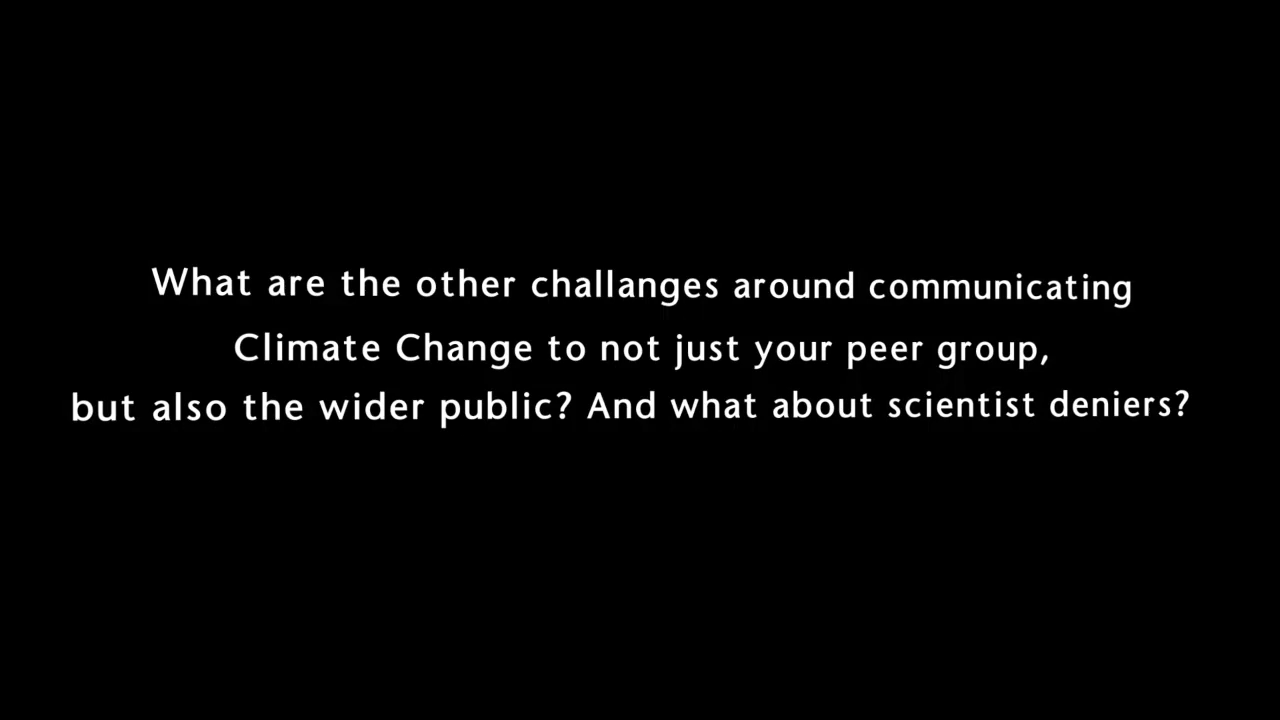 What are the other challanges around communicating
Climate Change to not just your peer group,
but also the wider public? And what about scientist deniers?